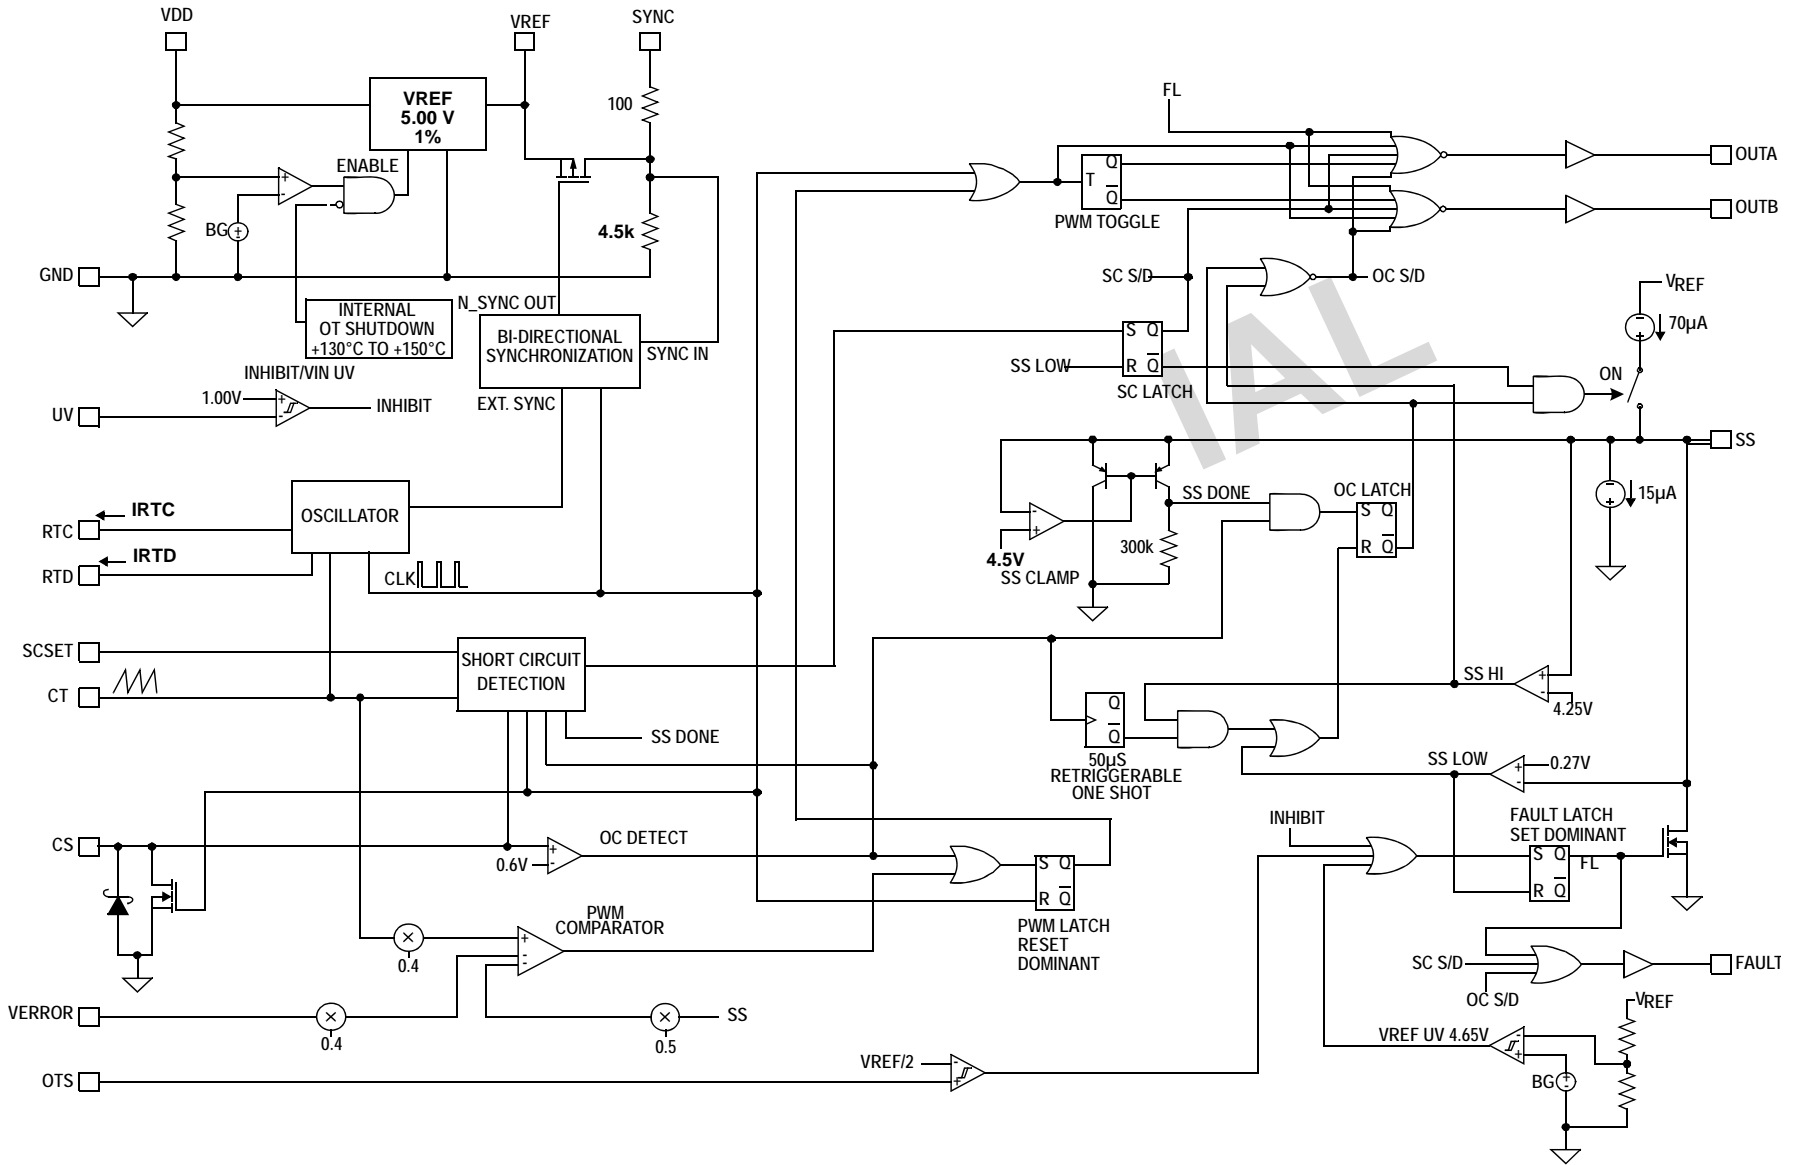 VDD
VREF
SYNC
VREF
5.00 V
1%
100
FL
ENABLE
+
-
BG
+
-
4.5k
T
Q
Q
PWM TOGGLE
OUTA
OUTB
GND
INTERNAL
OT SHUTDOWN
+130°C TO +150°C
N_SYNC OUT
BI-DIRECTIONAL
SYNCHRONIZATION
SYNC IN
EXT. SYNC
SC S/D
OC S/D
VREF
70µA
S Q
R Q
SC LATCH
SS LOW
IAL
ON
INHIBIT/VIN UV
1.00V
+
-
INHIBIT
UV
SS
15µA
SS DONE
OC LATCH
S Q
R Q
-
+
4.5V
SS CLAMP
300k
IRTC
RTC
OSCILLATOR
IRTD
RTD
CLK
SCSET
SHORT CIRCUIT
DETECTION
CT
SS DONE
SS HI
+
-
4.25V
Q
Q
50µS
RETRIGGERABLE
ONE SHOT
SS LOW
+
-
0.27V
INHIBIT
FAULT LATCH
SET DOMINANT
S Q
R Q
FL
CS
+
-
0.6V
OC DETECT
S Q
R Q
PWM LATCH
RESET
DOMINANT
PWM
COMPARATOR
+
-
-
×
0.4
VERROR
×
0.4
×
0.5
SS
SC S/D
OC S/D
FAULT
VREF
VREF UV 4.65V
-
+
BG
+
-
VREF/2
-
+
OTS